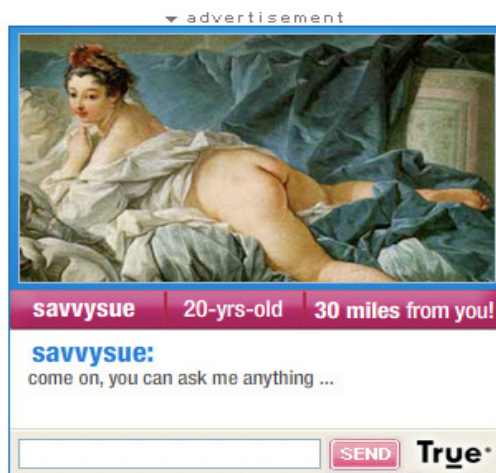 advertisement
savvysue 20-yrs-old 30 miles from you!
savvysue:
come on, you can ask me anything ...
SEND True